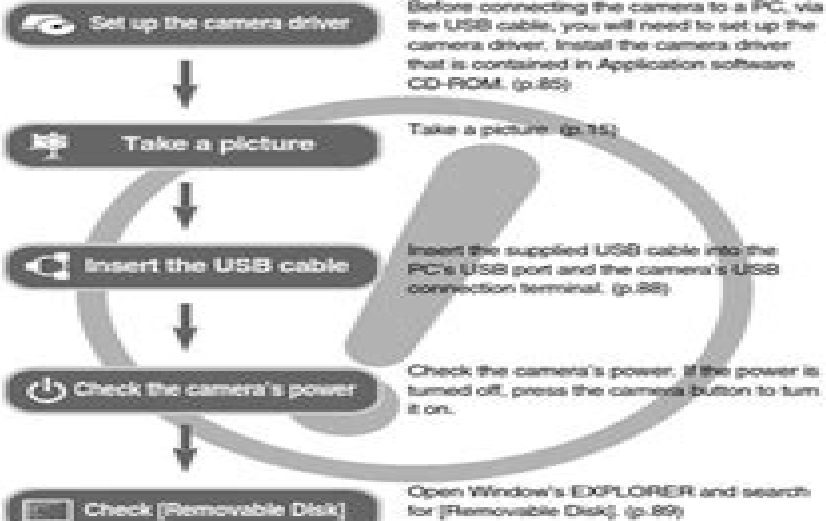 Set up the camera driver
Before connecting the camera to a PC, via
the USB cable, you will need to set up the
camera driver. Install the camera driver
that is contained in Application software
CD-ROM. (p.85)
Take a picture
Take a picture. (p.15)
Insert the USB cable
Insert the supplied USB cable into the
PC's USB port and the camera's USB
connection terminal. (p.88)
Check the camera's power
Check the camera's power. If the power is
turned off, press the camera button to turn
it on.
Check [Removable Disk]
Open Window's EXPLORER and search
for [Removable Disk]. (p.89)